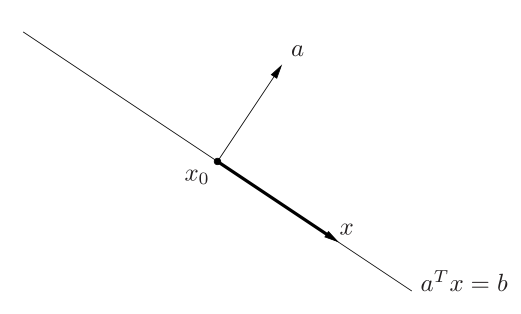 a
x₀
x
aᵀx = b